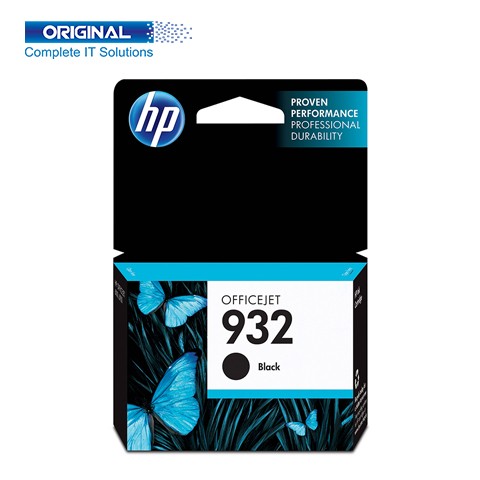 ORIGINAL
Complete IT Solutions
hp
PROVEN
PERFORMANCE
PROFESSIONAL
DURABILITY
OFFICEJET
932
Black